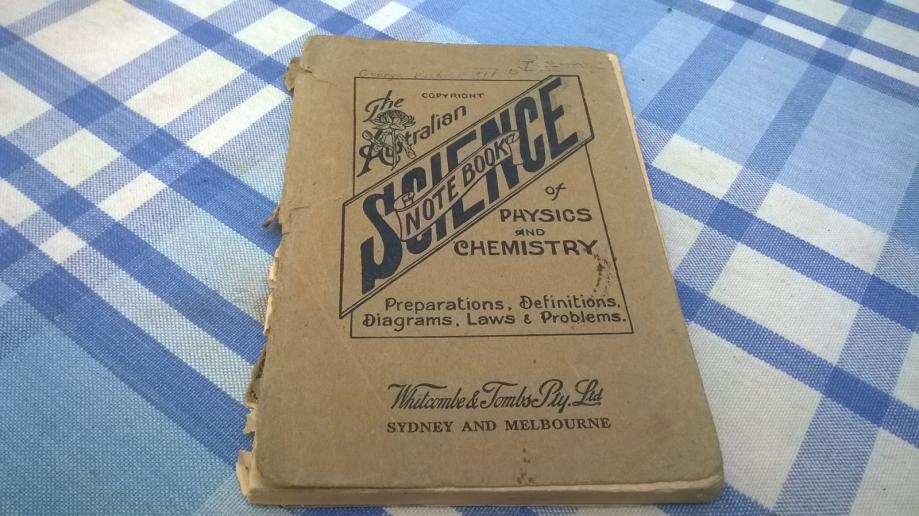 George
COPYRIGHT
The
Australian
SCIENCE
NOTE BOOK
of
PHYSICS
AND
CHEMISTRY
Preparations, Definitions,
Diagrams, Laws & Problems.
Whitcombe & Tombs Pty. Ltd
SYDNEY AND MELBOURNE